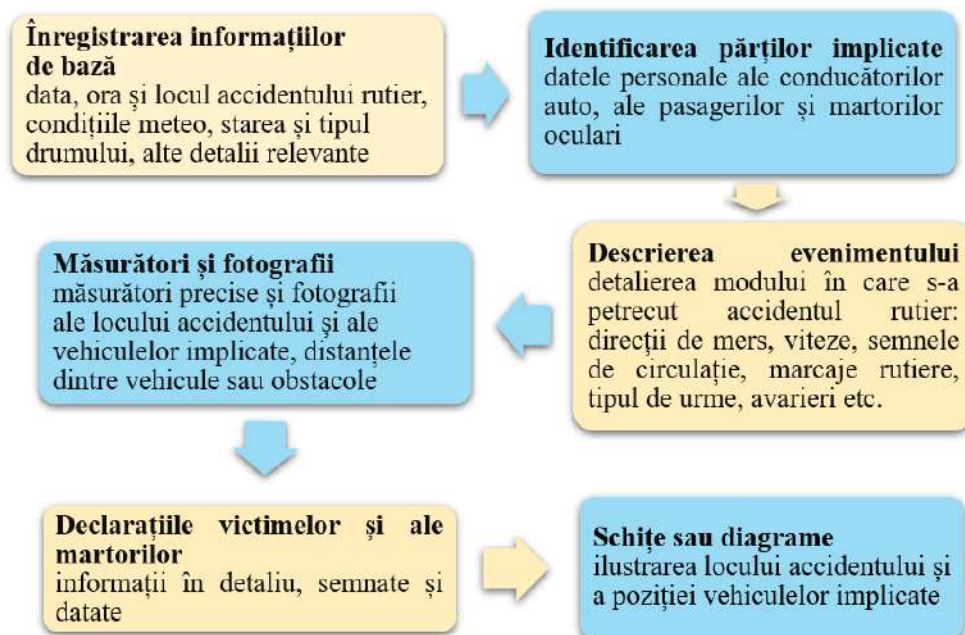 Înregistrarea informațiilor
de bază
data, ora și locul accidentului rutier,
condițiile meteo, starea și tipul
drumului, alte detalii relevante
Identificarea părților implicate
datele personale ale conducătorilor
auto, ale pasagerilor și martorilor
oculari
Descrierea evenimentului
detalierea modului în care s-a
petrecut accidentul rutier:
direcții de mers, viteze, semnele
de circulație, marcaje rutiere,
tipul de urme, avarieri etc.
Măsurători și fotografii
măsurători precise și fotografii
ale locului accidentului și ale
vehiculelor implicate, distanțele
dintre vehicule sau obstacole
Declarațiile victimelor și ale
martorilor
informații în detaliu, semnate și
datate
Schițe sau diagrame
ilustrarea locului accidentului și
a poziției vehiculelor implicate